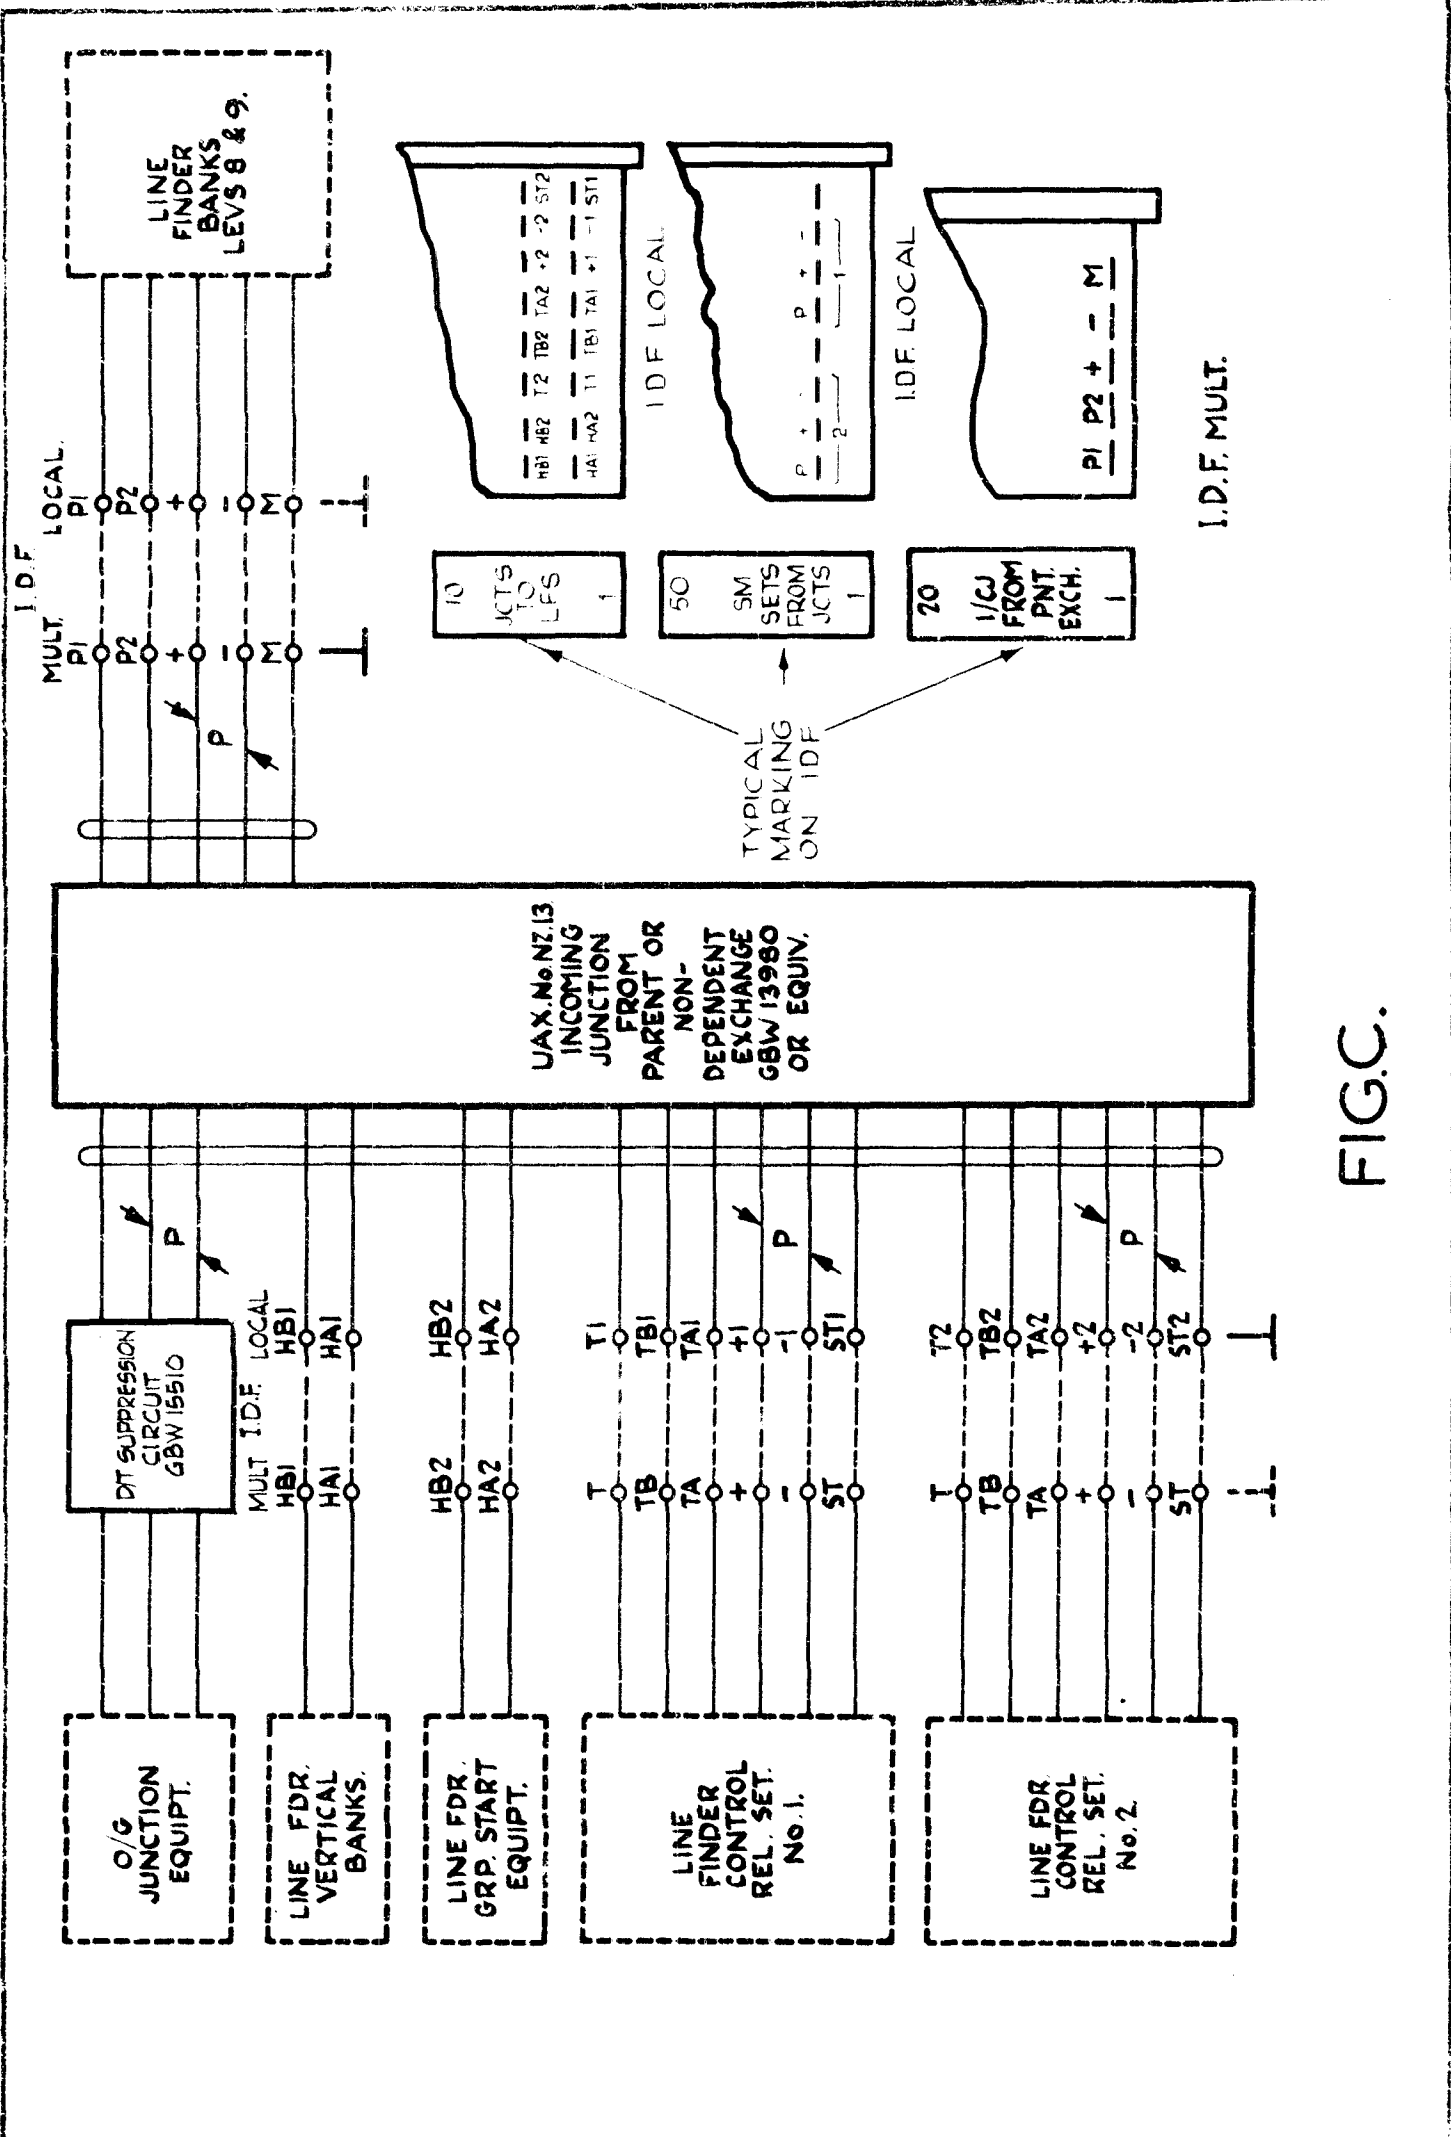 O/G
JUNCTION
EQUIPT.
LINE FDR.
VERTICAL
BANKS.
LINE FDR.
GRP. START
EQUIPT.
LINE
FINDER
CONTROL
REL. SET.
No. 1.
LINE FDR
CONTROL
REL. SET.
No. 2.
D/T SUPPRESSION
CIRCUIT
GBW 15510
P
MULT I.D.F. LOCAL
HB1 HB1
HA1 HA1
HB2 HB2
HA2 HA2
T T1
TB TB1
TA TA1
+ +1
- -1
ST ST1
P
T T2
TB TB2
TA TA2
+ +2
- -2
ST ST2
P
UAX. No. NZ. 13
INCOMING
JUNCTION
FROM
PARENT OR
NON-
DEPENDENT
EXCHANGE
GBW 13980
OR EQUIV.
I.D.F
MULT. LOCAL.
P1 P1
P2 P2
+ +
- -
M M
P
LINE
FINDER
BANKS
LEVS 8 & 9.
TYPICAL
MARKING
ON IDF
10
JCTS
TO
LFS
1
HB1 HB2 T2 TB2 TA2 +2 -2 ST2
HA1 HA2 T1 TB1 TA1 +1 -1 ST1
I D F LOCAL
50
SM
SETS
FROM
JCTS
1
P + - P + -
2 1
I.D.F. LOCAL
20
I/CJ
FROM
PNT.
EXCH.
1
P1 P2 + - M
I.D.F. MULT.
FIG.C.